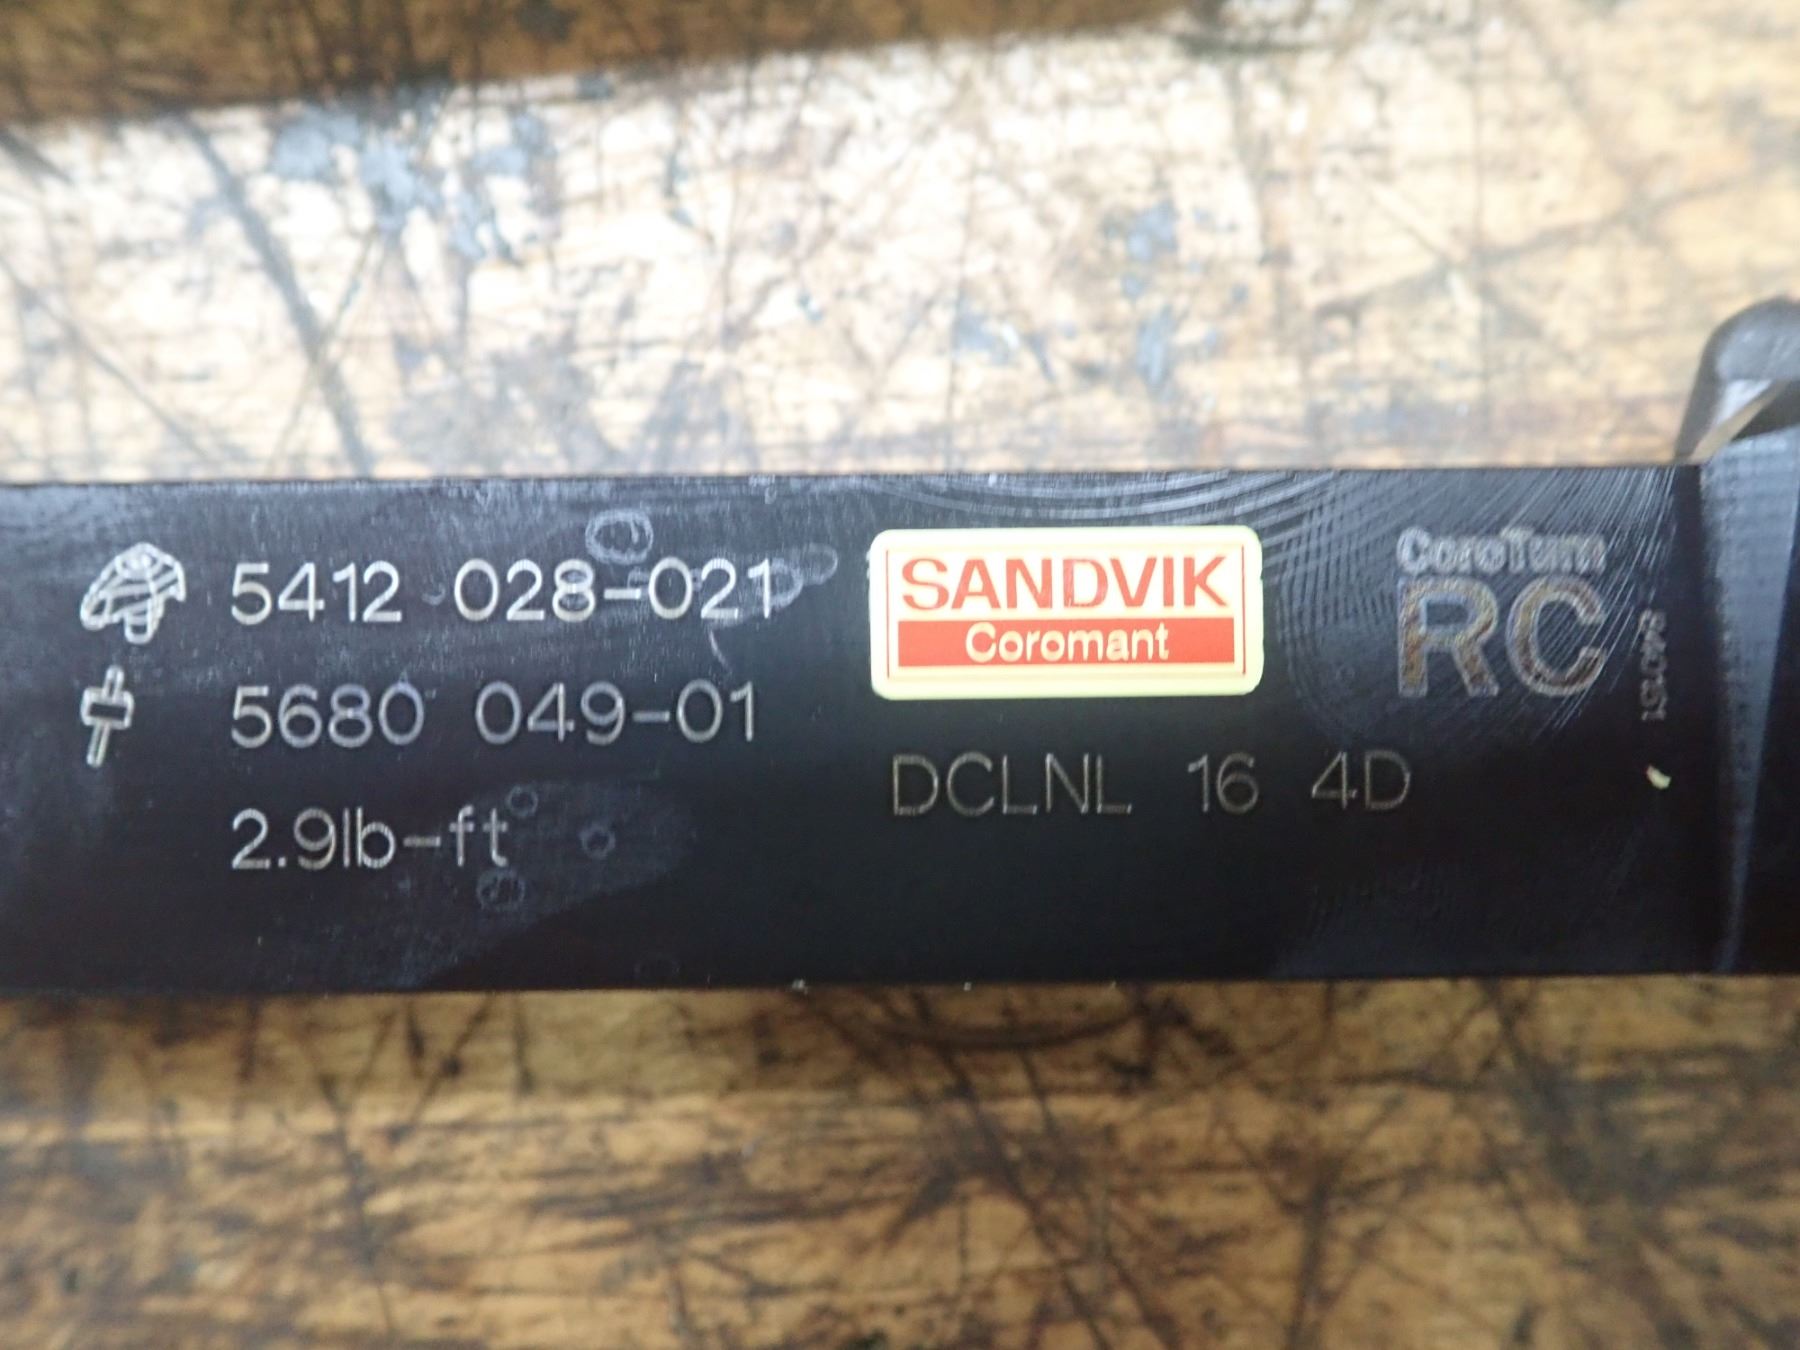 5412 028-021
5680 049-01
2.9lb-ft
SANDVIK
Coromant
DCLNL 16 4D
CoroTurn
RC